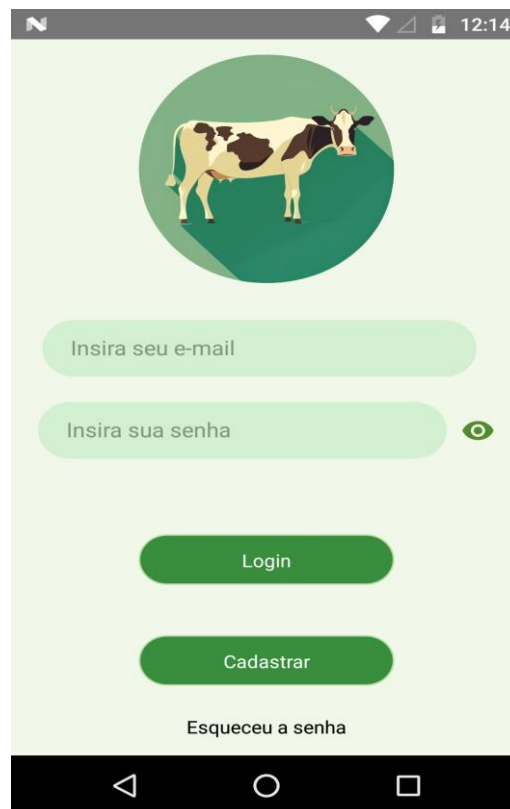 12:14
Insira seu e-mail
Insira sua senha
Login
Cadastrar
Esqueceu a senha